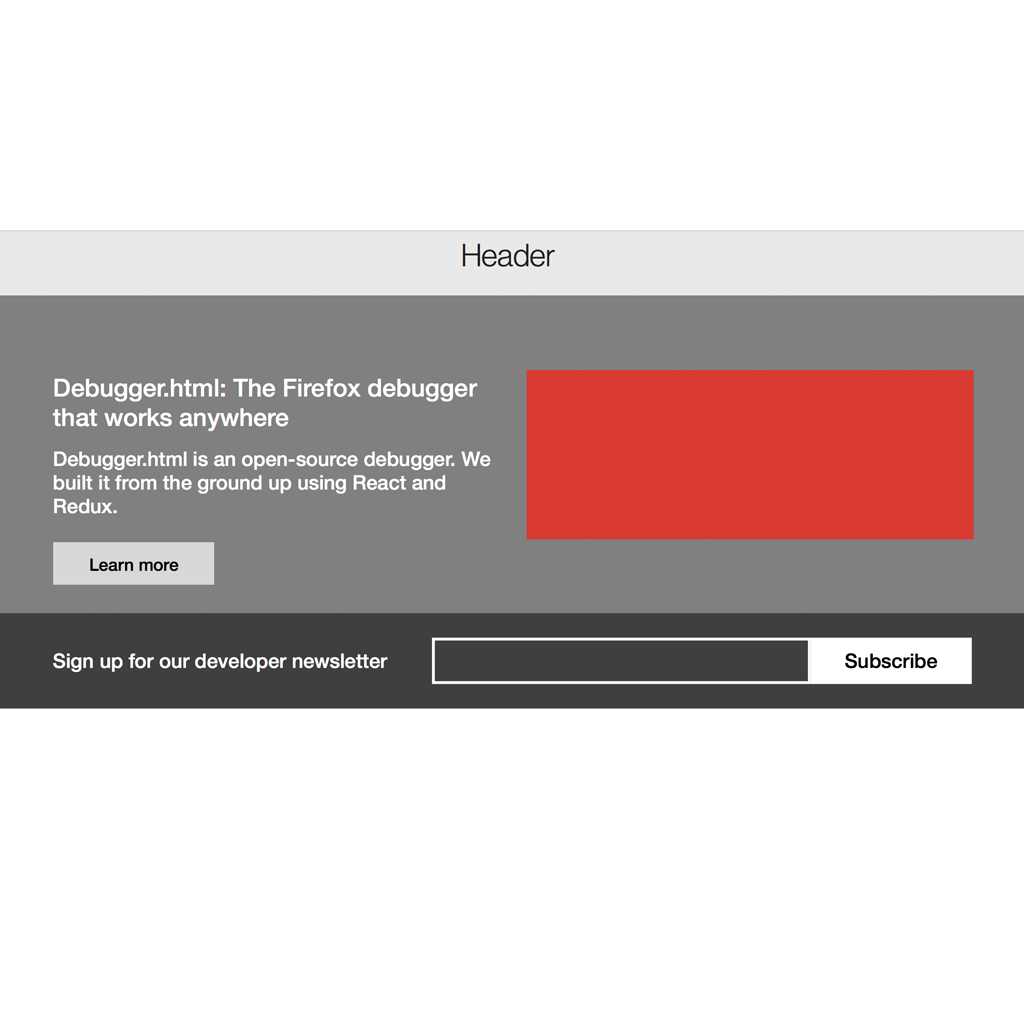 Header
Debugger.html: The Firefox debugger
that works anywhere
Debugger.html is an open-source debugger. We
built it from the ground up using React and
Redux.
Learn more
Sign up for our developer newsletter
Subscribe